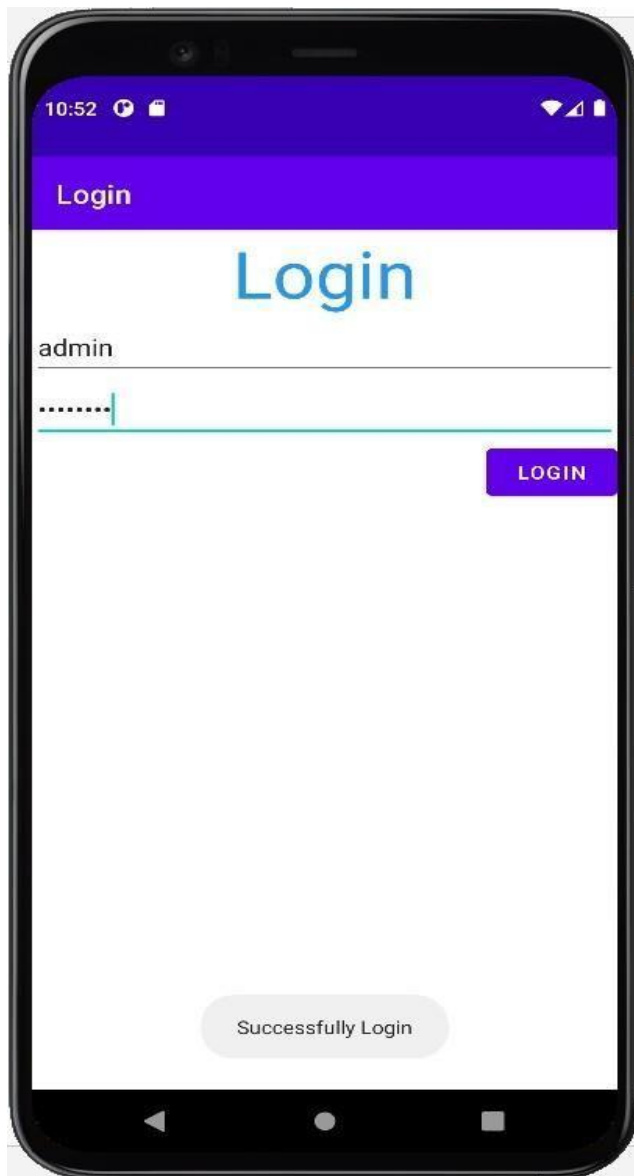 10:52
Login
Login
admin
••••••••
LOGIN
Successfully Login